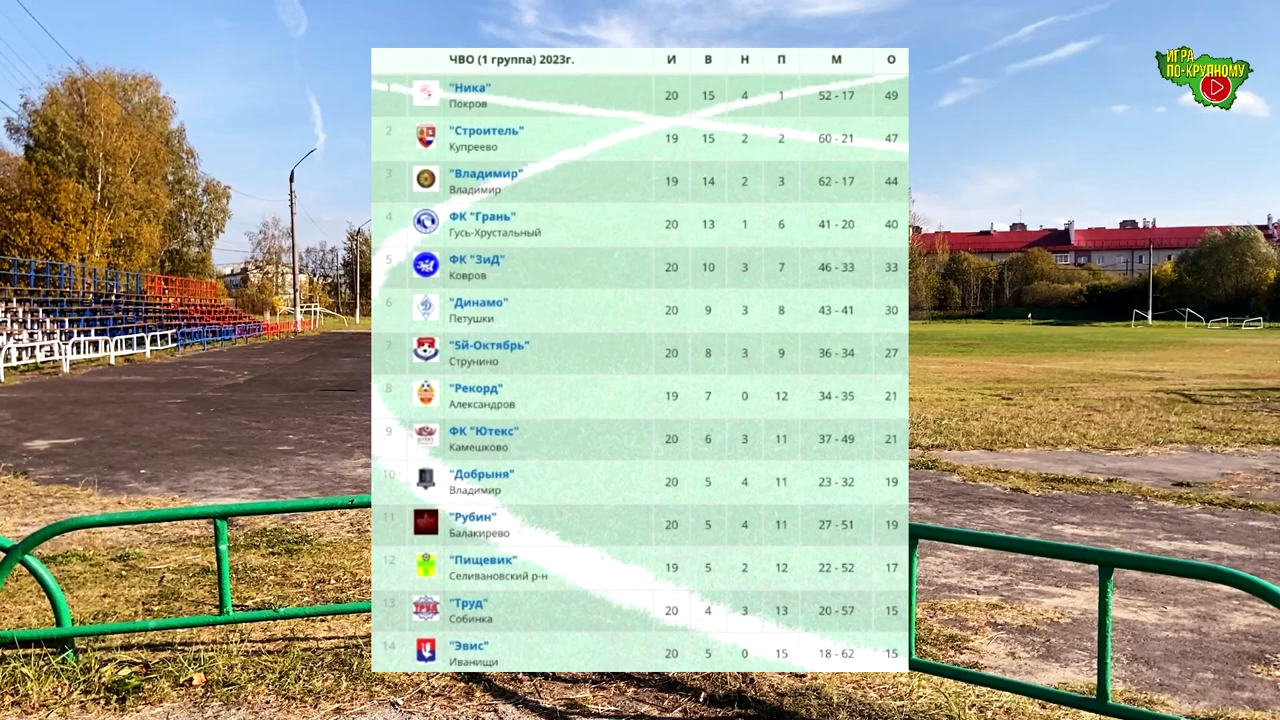 ИГРА
ПО-КРУПНОМУ
ЧВО (1 группа) 2023г. И В Н П М О
1 "Ника" 20 15 4 1 52 - 17 49
Покров
2 "Строитель" 19 15 2 2 60 - 21 47
Купреево
3 "Владимир" 19 14 2 3 62 - 17 44
Владимир
4 ФК "Грань" 20 13 1 6 41 - 20 40
Гусь-Хрустальный
5 ФК "ЗиД" 20 10 3 7 46 - 33 33
Ковров
6 "Динамо" 20 9 3 8 43 - 41 30
Петушки
7 "5й-Октябрь" 20 8 3 9 36 - 34 27
Струнино
8 "Рекорд" 19 7 0 12 34 - 35 21
Александров
9 ФК "Ютекс" 20 6 3 11 37 - 49 21
Камешково
10 "Добрыня" 20 5 4 11 23 - 32 19
Владимир
11 "Рубин" 20 5 4 11 27 - 51 19
Балакирево
12 "Пищевик" 19 5 2 12 22 - 52 17
Селивановский р-н
13 ТРУД "Труд" 20 4 3 13 20 - 57 15
Собинка
14 "Эвис" 20 5 0 15 18 - 62 15
Иванищи